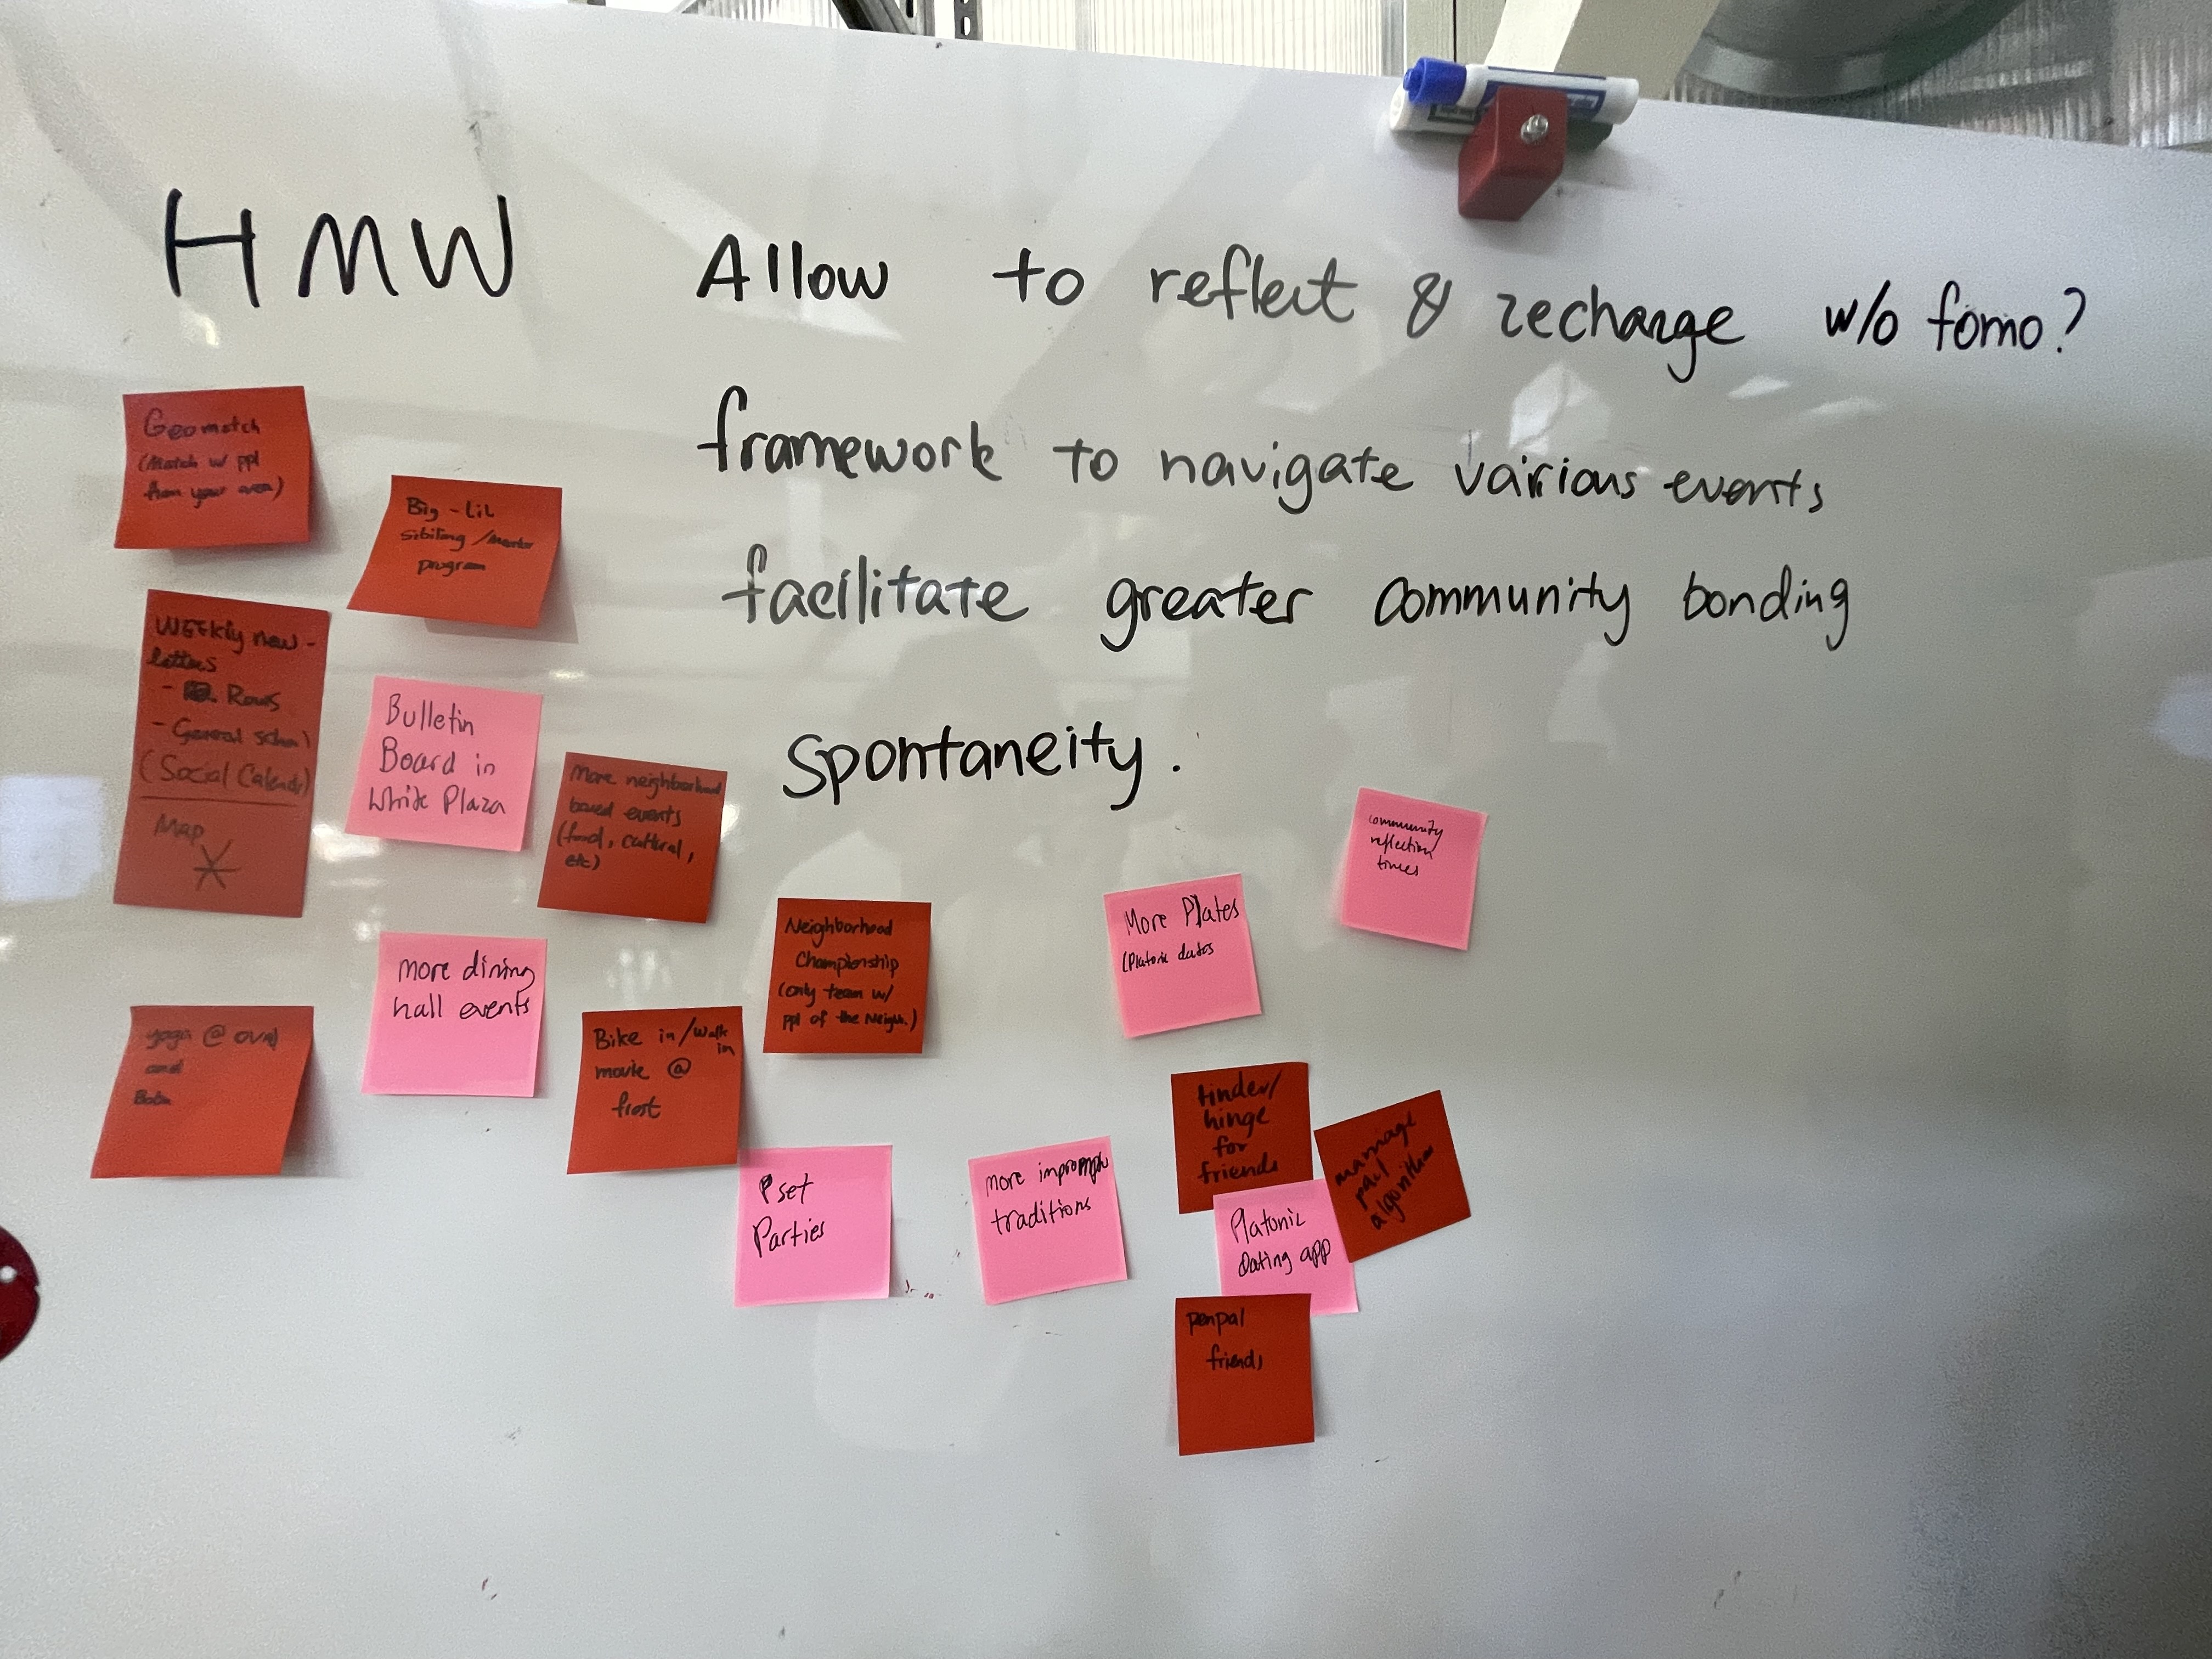 HMW
Allow to reflect & recharge w/o fomo?
framework to navigate various events
facilitate greater community bonding
Spontaneity.
Geomatch
(Match w/ ppl
from your area)
Big-Lil
sibiling/Mentor
program
WEEKly new-
letters
- Rows
- General school
(Social Calendar)
Map
Bulletin
Board in
White Plaza
More neighborhood
based events
(food, cultural,
etc)
Neighborhood
Championship
(only team w/
ppl of the Neigh.)
More Plates
(Platonic dates
community
reflection
times
yoga @ oval
and
more dining
hall events
Bike in/walk
in
movie @
frost
Pset
Parties
more impromptu
traditions
tinder/
hinge
for
friends
marriage
pact
algorithm
Platonic
Dating app
penpal
friends